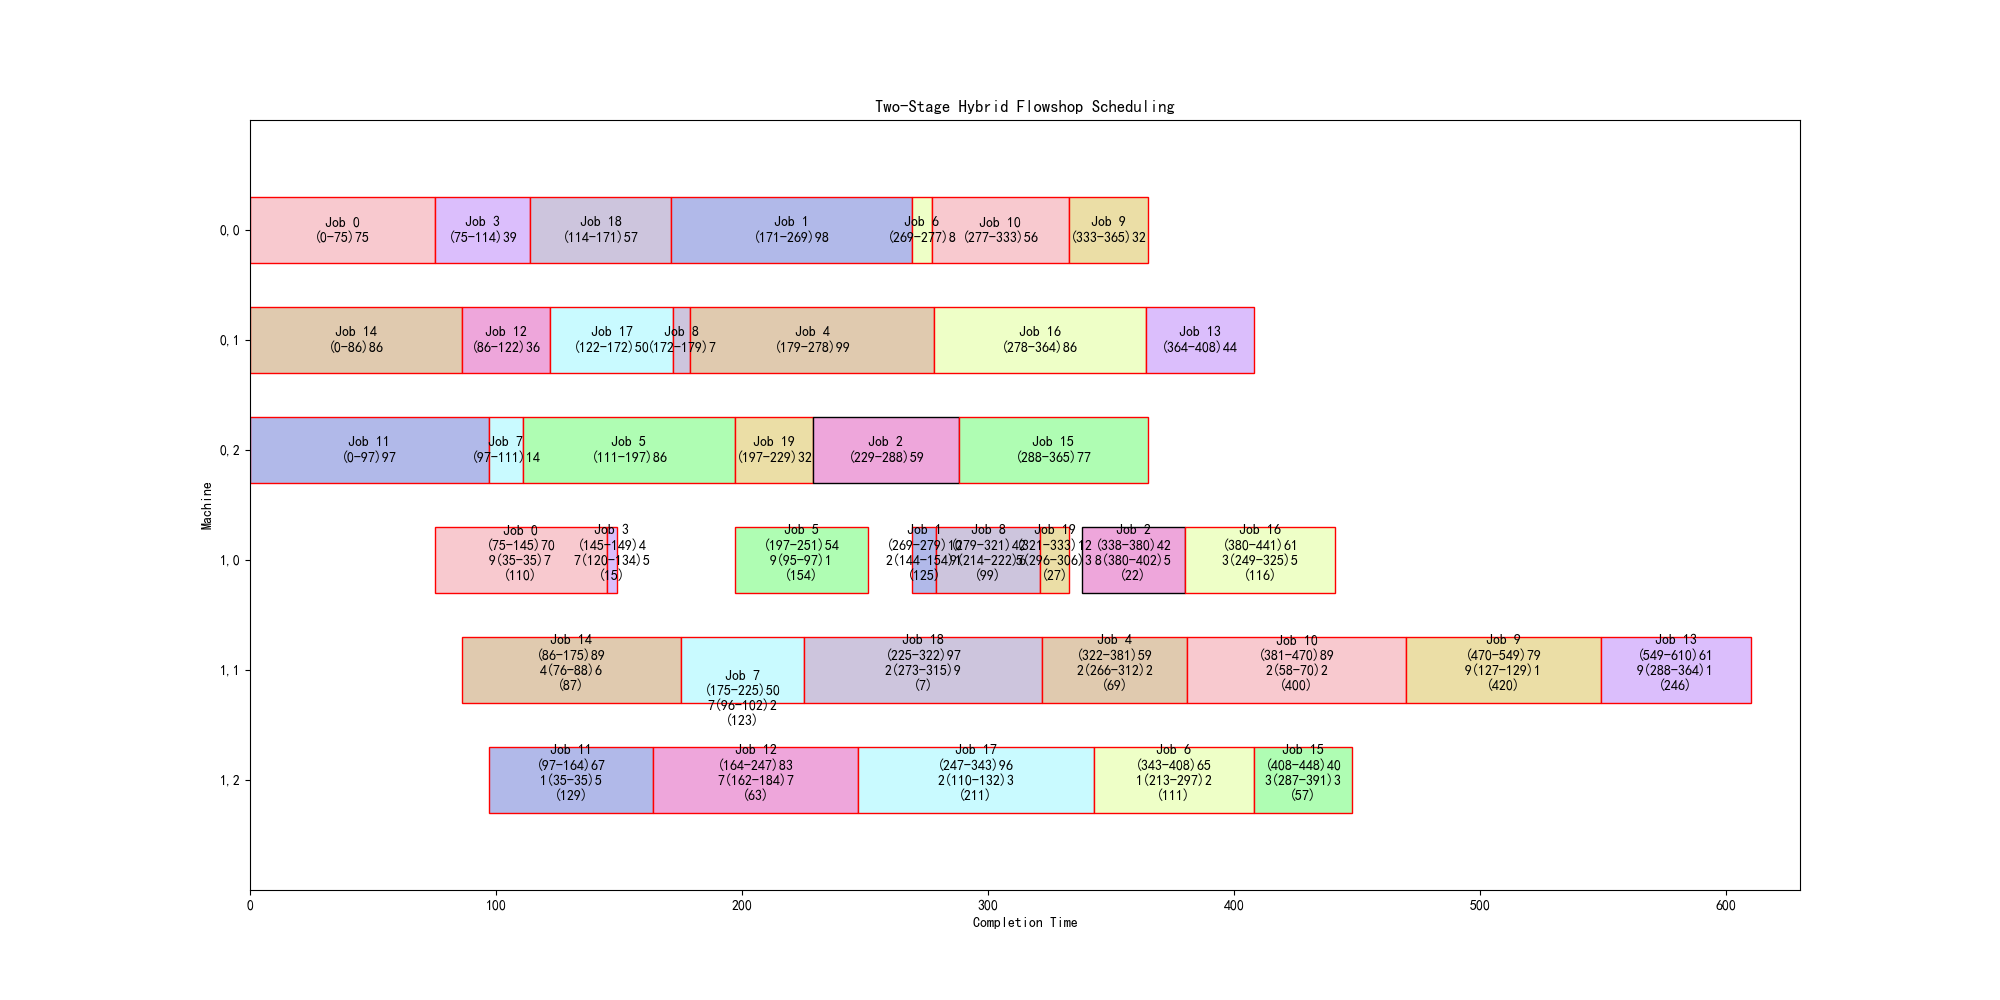 Two-Stage Hybrid Flowshop Scheduling
Machine
0,0
Job 0
(0-75)75
Job 3
(75-114)39
Job 18
(114-171)57
Job 1
(171-269)98
Job 6
(269-277)8
Job 10
(277-333)56
Job 9
(333-365)32
0,1
Job 14
(0-86)86
Job 12
(86-122)36
Job 17
(122-172)50
Job 8
(172-179)7
Job 4
(179-278)99
Job 16
(278-364)86
Job 13
(364-408)44
0,2
Job 11
(0-97)97
Job 7
(97-111)14
Job 5
(111-197)86
Job 19
(197-229)32
Job 2
(229-288)59
Job 15
(288-365)77
1,0
Job 0
(75-145)70
9(35-35)7
(110)
Job 3
(145-149)4
7(120-134)5
(15)
Job 5
(197-251)54
9(95-97)1
(154)
Job 1
(269-279)10
(125)
Job 8
(279-321)42
(99)
Job 19
(321-333)12
(27)
Job 2
(338-380)42
8(380-402)5
(22)
Job 16
(380-441)61
3(249-325)5
(116)
1,1
Job 14
(86-175)89
4(76-88)6
(87)
Job 7
(175-225)50
7(96-102)2
(123)
Job 18
(225-322)97
2(273-315)9
(7)
Job 4
(322-381)59
2(266-312)2
(69)
Job 10
(381-470)89
2(58-70)2
(400)
Job 9
(470-549)79
9(127-129)1
(420)
Job 13
(549-610)61
9(288-364)1
(246)
1,2
Job 11
(97-164)67
1(35-35)5
(129)
Job 12
(164-247)83
7(162-184)7
(63)
Job 17
(247-343)96
2(110-132)3
(211)
Job 6
(343-408)65
1(213-297)2
(111)
Job 15
(408-448)40
3(287-391)3
(57)
0
100
200
300
400
500
600
Completion Time